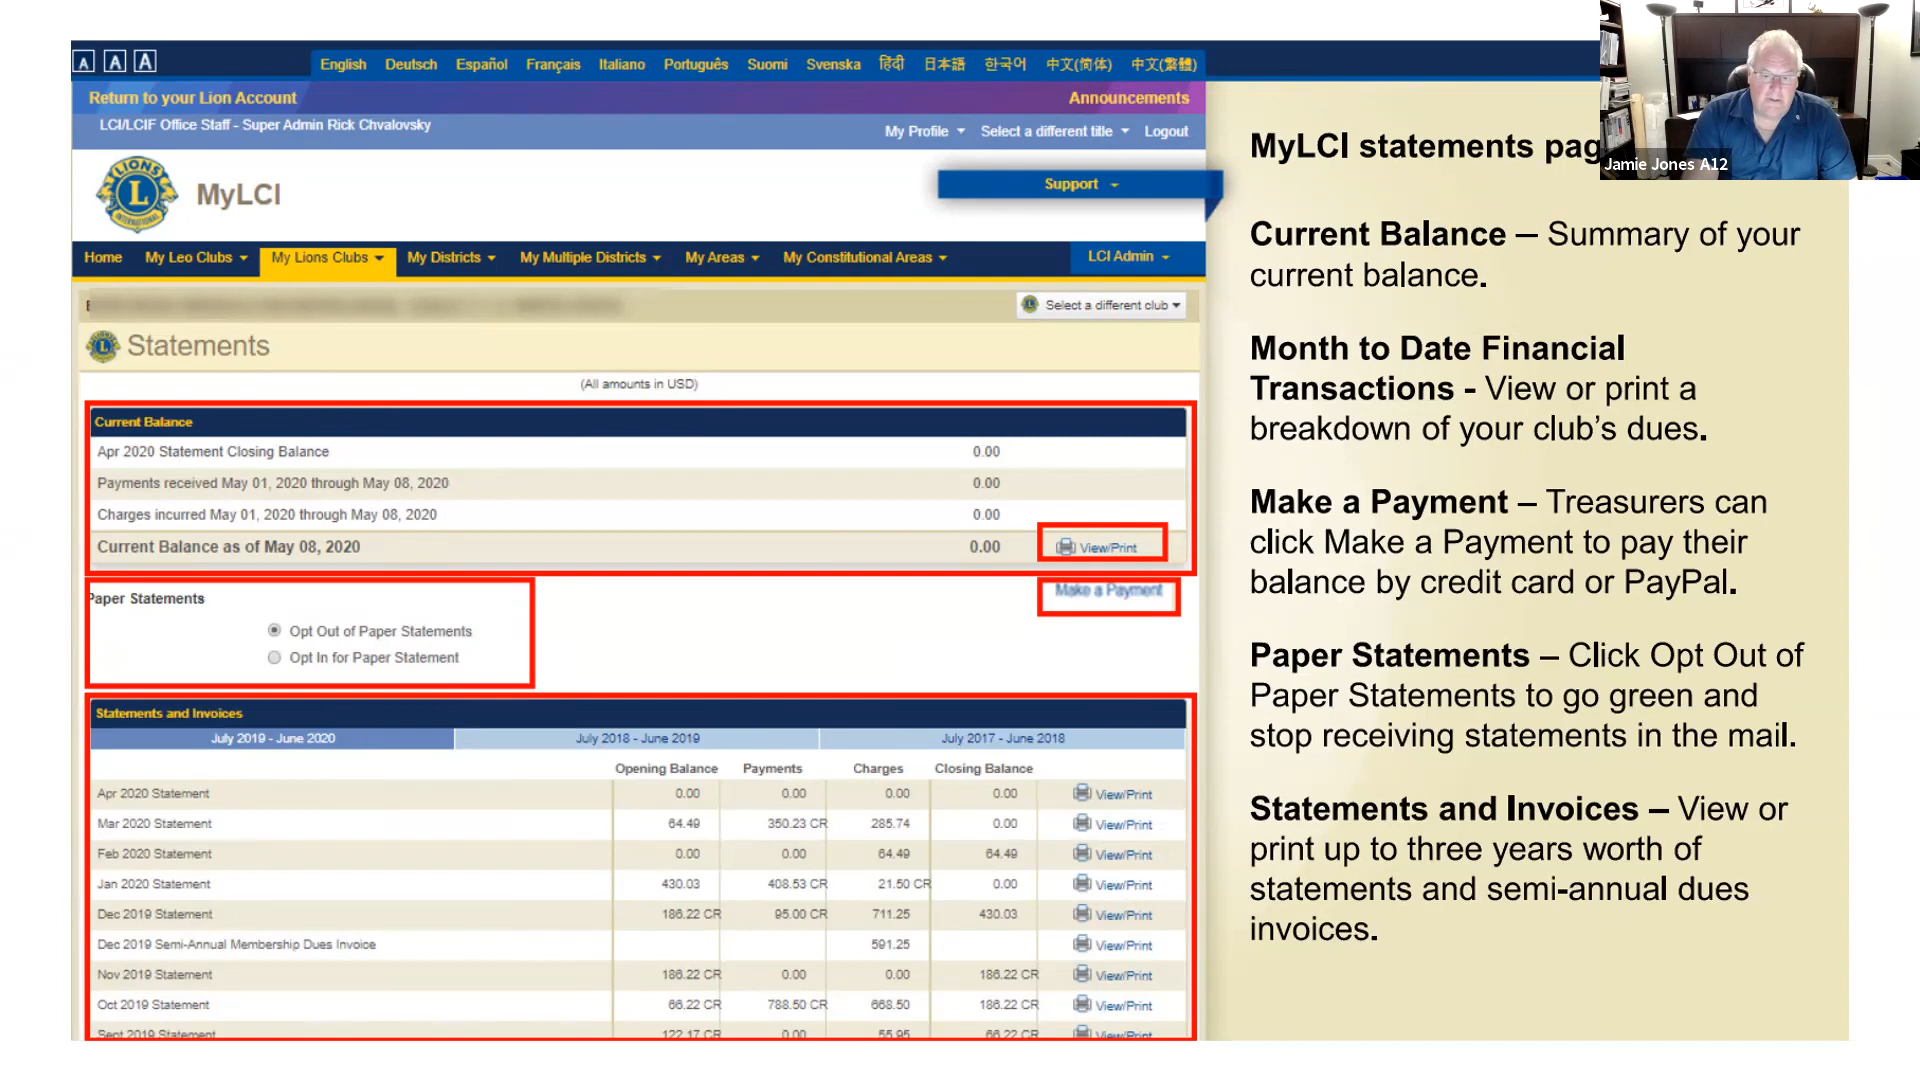 A A A
English Deutsch Español Français Italiano Português Suomi Svenska हिंदी 日本語 한국어 中文(简体) 中文(繁體)
Return to your Lion Account Announcements
LCI/LCIF Office Staff - Super Admin Rick Chvalovsky
My Profile Select a different title Logout
LIONS L INTERNATIONAL
MyLCI
Support
Home My Leo Clubs My Lions Clubs My Districts My Multiple Districts My Areas My Constitutional Areas LCI Admin
Select a different club
Statements
(All amounts in USD)
Current Balance
Apr 2020 Statement Closing Balance 0.00
Payments received May 01, 2020 through May 08, 2020 0.00
Charges incurred May 01, 2020 through May 08, 2020 0.00
Current Balance as of May 08, 2020 0.00 View/Print
Make a Payment
Paper Statements
Opt Out of Paper Statements
Opt In for Paper Statement
Statements and Invoices
July 2019 - June 2020 July 2018 - June 2019 July 2017 - June 2018
Opening Balance Payments Charges Closing Balance
Apr 2020 Statement 0.00 0.00 0.00 0.00 View/Print
Mar 2020 Statement 64.49 350.23 CR 285.74 0.00 View/Print
Feb 2020 Statement 0.00 0.00 64.49 64.49 View/Print
Jan 2020 Statement 430.03 408.53 CR 21.50 CR 0.00 View/Print
Dec 2019 Statement 186.22 CR 95.00 CR 711.25 430.03 View/Print
Dec 2019 Semi-Annual Membership Dues Invoice 591.25 View/Print
Nov 2019 Statement 186.22 CR 0.00 0.00 186.22 CR View/Print
Oct 2019 Statement 66.22 CR 788.50 CR 668.50 186.22 CR View/Print
Sept 2019 Statement 122.17 CR 0.00 55.95 66.22 CR View/Print
MyLCI statements pag
Current Balance – Summary of your
current balance.
Month to Date Financial
Transactions - View or print a
breakdown of your club's dues.
Make a Payment – Treasurers can
click Make a Payment to pay their
balance by credit card or PayPal.
Paper Statements – Click Opt Out of
Paper Statements to go green and
stop receiving statements in the mail.
Statements and Invoices – View or
print up to three years worth of
statements and semi-annual dues
invoices.
Jamie Jones A12